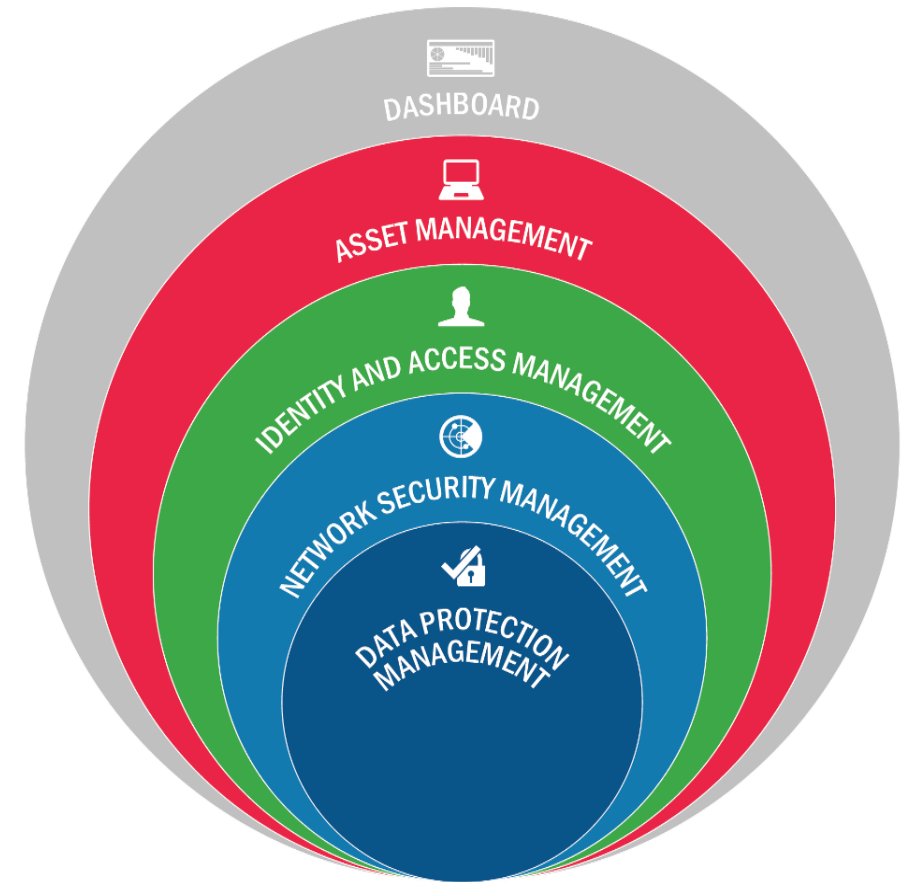 DASHBOARD
ASSET MANAGEMENT
IDENTITY AND ACCESS MANAGEMENT
NETWORK SECURITY MANAGEMENT
DATA PROTECTION
MANAGEMENT